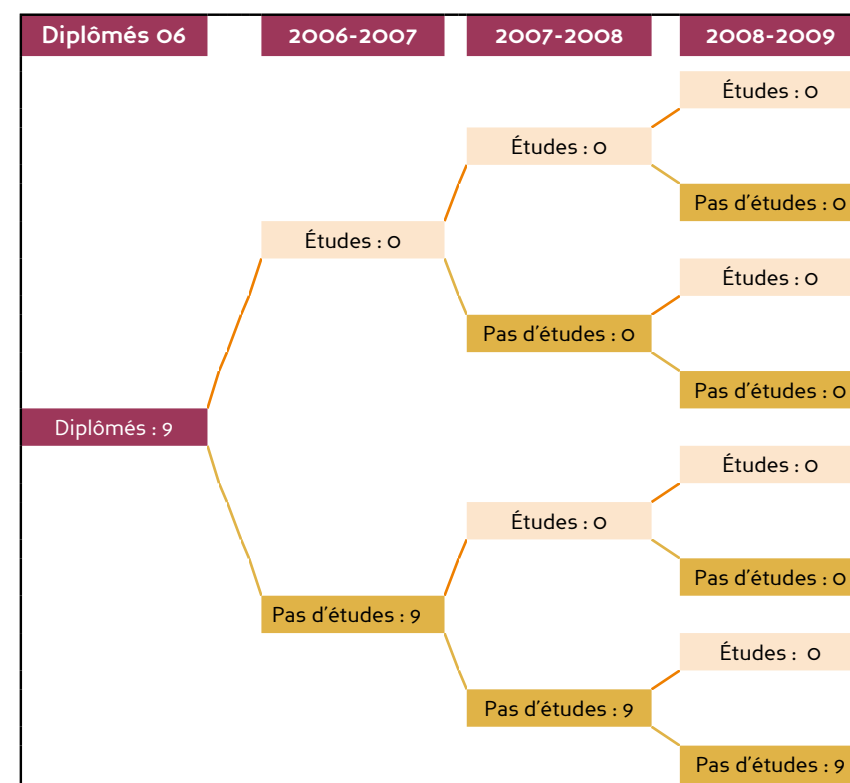 Diplômés 06 2006-2007 2007-2008 2008-2009
Études : 0
Études : 0
Pas d'études : 0
Études : 0
Études : 0
Pas d'études : 0
Pas d'études : 0
Diplômés : 9
Études : 0
Études : 0
Pas d'études : 0
Pas d'études : 9
Études : 0
Pas d'études : 9
Pas d'études : 9